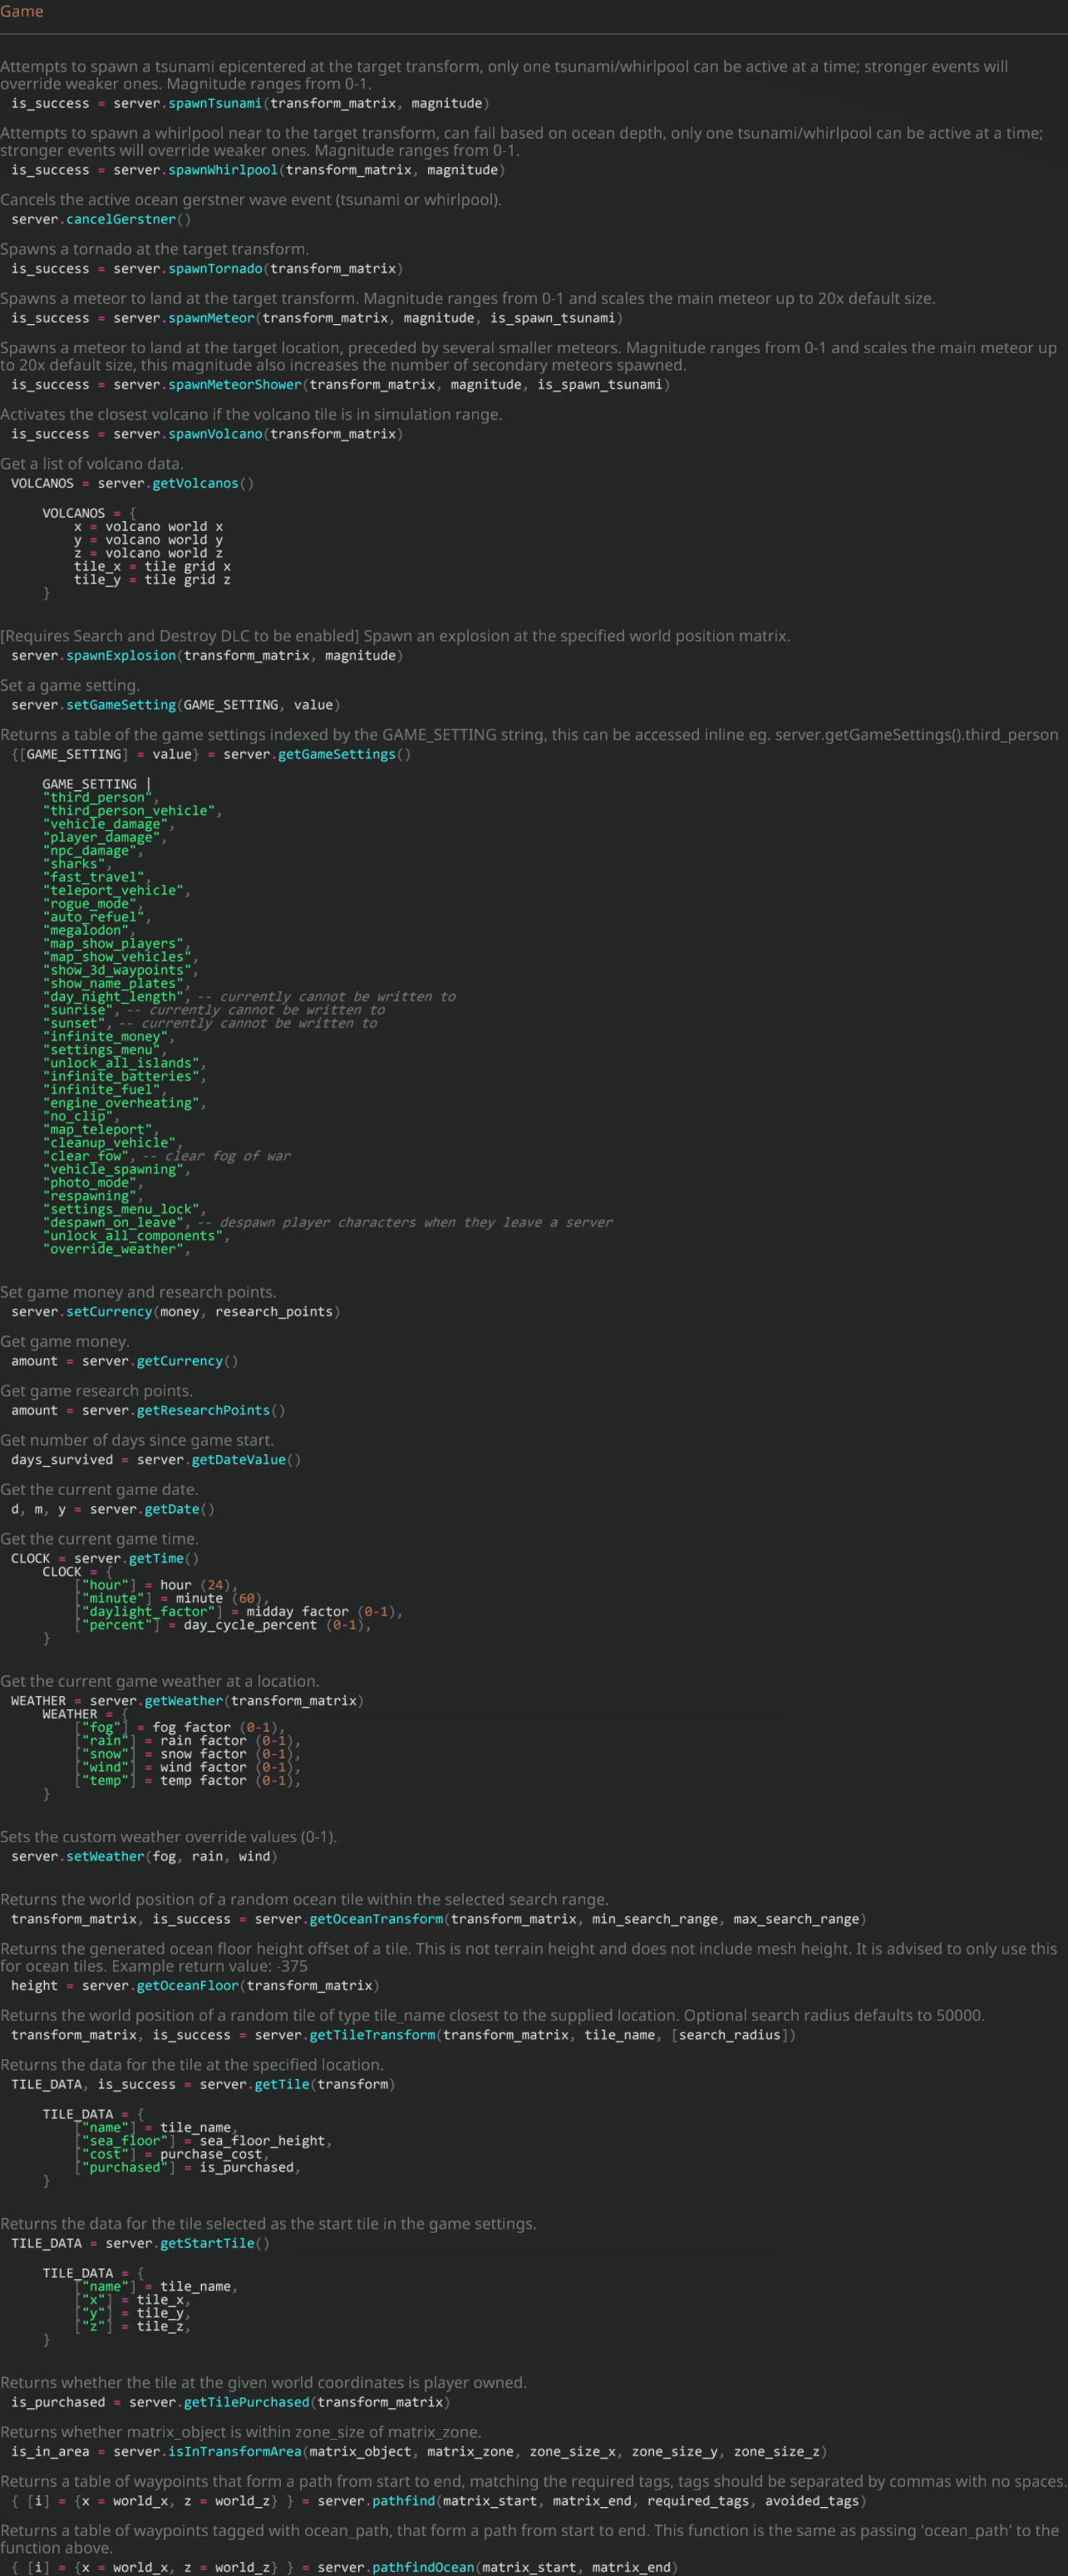 Game
Attempts to spawn a tsunami epicentered at the target transform, only one tsunami/whirlpool can be active at a time; stronger events will
override weaker ones. Magnitude ranges from 0-1.
is_success = server.spawnTsunami(transform_matrix, magnitude)
Attempts to spawn a whirlpool near to the target transform, can fail based on ocean depth, only one tsunami/whirlpool can be active at a time;
stronger events will override weaker ones. Magnitude ranges from 0-1.
is_success = server.spawnWhirlpool(transform_matrix, magnitude)
Cancels the active ocean gerstner wave event (tsunami or whirlpool).
server.cancelGerstner()
Spawns a tornado at the target transform.
is_success = server.spawnTornado(transform_matrix)
Spawns a meteor to land at the target transform. Magnitude ranges from 0-1 and scales the main meteor up to 20x default size.
is_success = server.spawnMeteor(transform_matrix, magnitude, is_spawn_tsunami)
Spawns a meteor to land at the target location, preceded by several smaller meteors. Magnitude ranges from 0-1 and scales the main meteor up
to 20x default size, this magnitude also increases the number of secondary meteors spawned.
is_success = server.spawnMeteorShower(transform_matrix, magnitude, is_spawn_tsunami)
Activates the closest volcano if the volcano tile is in simulation range.
is_success = server.spawnVolcano(transform_matrix)
Get a list of volcano data.
VOLCANOS = server.getVolcanos()
VOLCANOS = {
x = volcano world x
y = volcano world y
z = volcano world z
tile_x = tile grid x
tile_y = tile grid z
}
[Requires Search and Destroy DLC to be enabled] Spawn an explosion at the specified world position matrix.
server.spawnExplosion(transform_matrix, magnitude)
Set a game setting.
server.setGameSetting(GAME_SETTING, value)
Returns a table of the game settings indexed by the GAME_SETTING string, this can be accessed inline eg. server.getGameSettings().third_person
{[GAME_SETTING] = value} = server.getGameSettings()
GAME_SETTING |
"third_person",
"third_person_vehicle",
"vehicle_damage",
"player_damage",
"npc_damage",
"sharks",
"fast_travel",
"teleport_vehicle",
"rogue_mode",
"auto_refuel",
"megalodon",
"map_show_players",
"map_show_vehicles",
"show_3d_waypoints",
"show_name_plates",
"day_night_length", -- currently cannot be written to
"sunrise", -- currently cannot be written to
"sunset", -- currently cannot be written to
"infinite_money",
"settings_menu",
"unlock_all_islands",
"infinite_batteries",
"infinite_fuel",
"engine_overheating",
"no_clip",
"map_teleport",
"cleanup_vehicle",
"clear_fow", -- clear fog of war
"vehicle_spawning",
"photo_mode",
"respawning",
"settings_menu_lock",
"despawn_on_leave", -- despawn player characters when they leave a server
"unlock_all_components",
"override_weather",
Set game money and research points.
server.setCurrency(money, research_points)
Get game money.
amount = server.getCurrency()
Get game research points.
amount = server.getResearchPoints()
Get number of days since game start.
days_survived = server.getDateValue()
Get the current game date.
d, m, y = server.getDate()
Get the current game time.
CLOCK = server.getTime()
CLOCK = {
["hour"] = hour (24),
["minute"] = minute (60),
["daylight_factor"] = midday factor (0-1),
["percent"] = day_cycle_percent (0-1),
}
Get the current game weather at a location.
WEATHER = server.getWeather(transform_matrix)
WEATHER = {
["fog"] = fog factor (0-1),
["rain"] = rain factor (0-1),
["snow"] = snow factor (0-1),
["wind"] = wind factor (0-1),
["temp"] = temp factor (0-1),
}
Sets the custom weather override values (0-1).
server.setWeather(fog, rain, wind)
Returns the world position of a random ocean tile within the selected search range.
transform_matrix, is_success = server.getOceanTransform(transform_matrix, min_search_range, max_search_range)
Returns the generated ocean floor height offset of a tile. This is not terrain height and does not include mesh height. It is advised to only use this
for ocean tiles. Example return value: -375
height = server.getOceanFloor(transform_matrix)
Returns the world position of a random tile of type tile_name closest to the supplied location. Optional search radius defaults to 50000.
transform_matrix, is_success = server.getTileTransform(transform_matrix, tile_name, [search_radius])
Returns the data for the tile at the specified location.
TILE_DATA, is_success = server.getTile(transform)
TILE_DATA = {
["name"] = tile_name,
["sea_floor"] = sea_floor_height,
["cost"] = purchase_cost,
["purchased"] = is_purchased,
}
Returns the data for the tile selected as the start tile in the game settings.
TILE_DATA = server.getStartTile()
TILE_DATA = {
["name"] = tile_name,
["x"] = tile_x,
["y"] = tile_y,
["z"] = tile_z,
}
Returns whether the tile at the given world coordinates is player owned.
is_purchased = server.getTilePurchased(transform_matrix)
Returns whether matrix_object is within zone_size of matrix_zone.
is_in_area = server.isInTransformArea(matrix_object, matrix_zone, zone_size_x, zone_size_y, zone_size_z)
Returns a table of waypoints that form a path from start to end, matching the required tags, tags should be separated by commas with no spaces.
{ [i] = {x = world_x, z = world_z} } = server.pathfind(matrix_start, matrix_end, required_tags, avoided_tags)
Returns a table of waypoints tagged with ocean_path, that form a path from start to end. This function is the same as passing 'ocean_path' to the
function above.
{ [i] = {x = world_x, z = world_z} } = server.pathfindOcean(matrix_start, matrix_end)